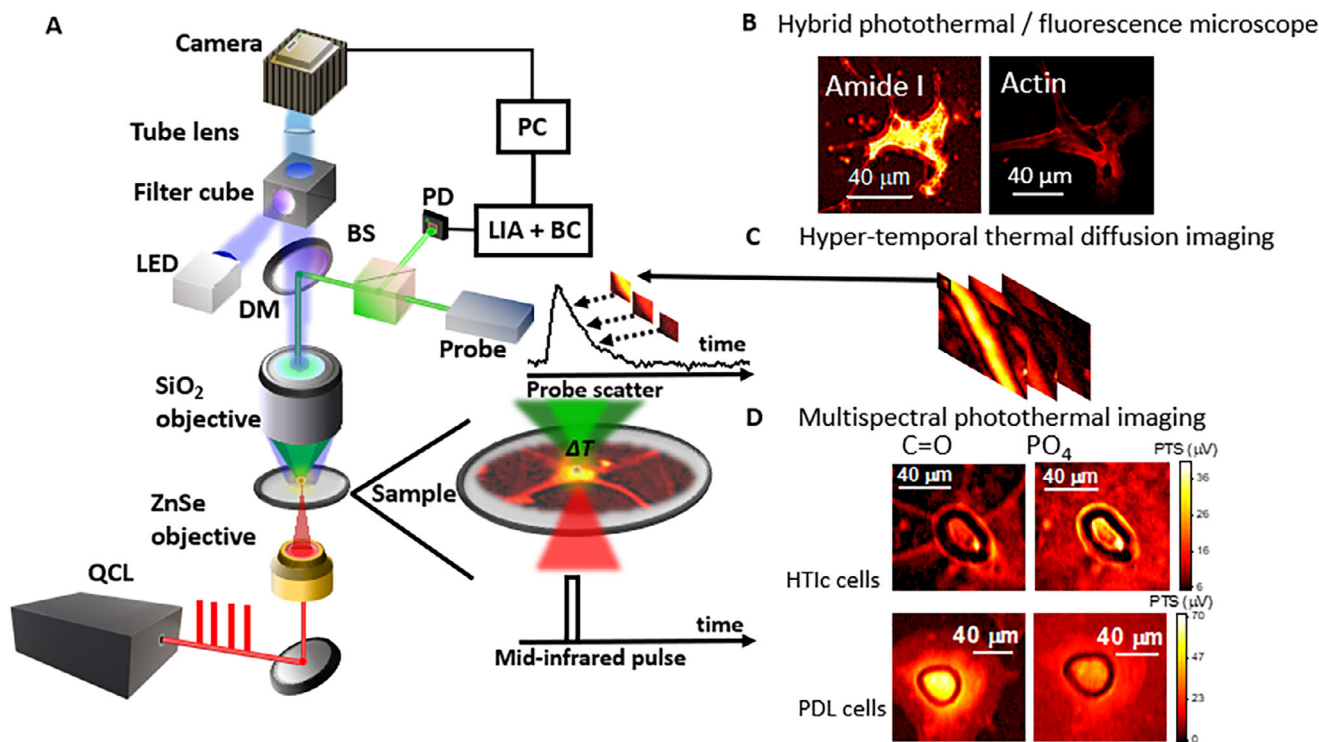 A
Camera
Tube lens
Filter cube
LED
DM
BS
PD
PC
LIA + BC
Probe
SiO2
objective
ZnSe
objective
QCL
Sample
time
Probe scatter
ΔT
time
Mid-infrared pulse
B Hybrid photothermal / fluorescence microscope
Amide I
40 μm
Actin
40 μm
C Hyper-temporal thermal diffusion imaging
D Multispectral photothermal imaging
C=O
PO4
PTS (μV)
40 μm
40 μm
36
26
16
6
HTIc cells
PTS (μV)
40 μm
40 μm
70
47
23
0
PDL cells